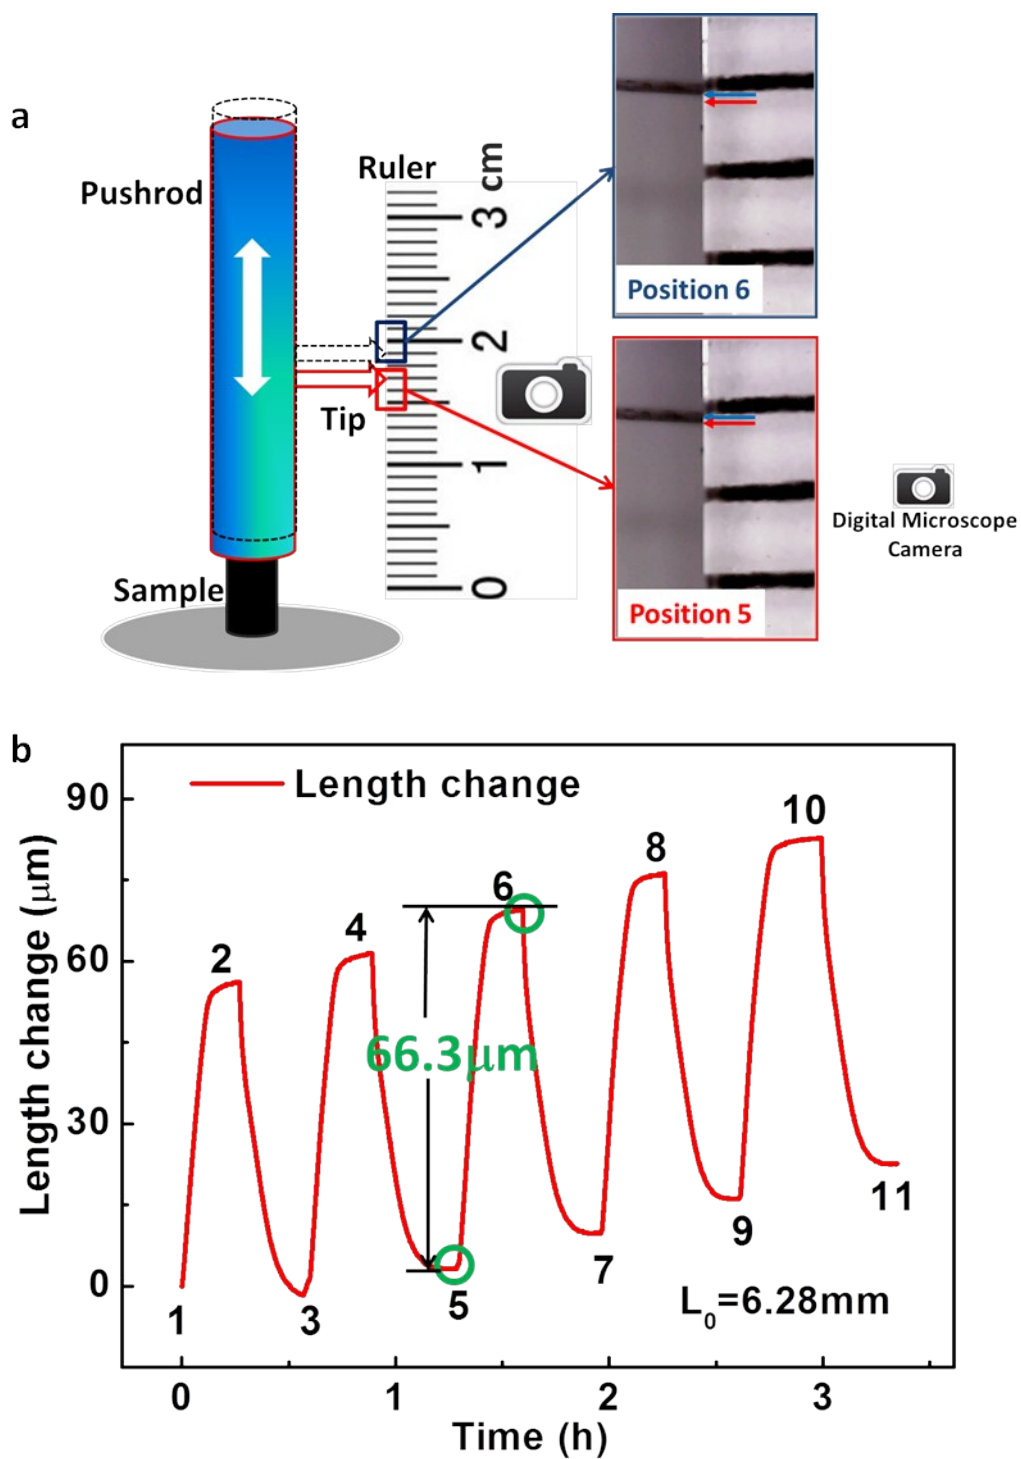 a
Pushrod
Ruler
cm
3
2
1
0
Tip
Sample
Position 6
Position 5
Digital Microscope
Camera
b
Length change
Length change (μm)
90
60
30
0
1
2
3
4
5
6
7
8
9
10
11
66.3μm
L0=6.28mm
0 1 2 3
Time (h)